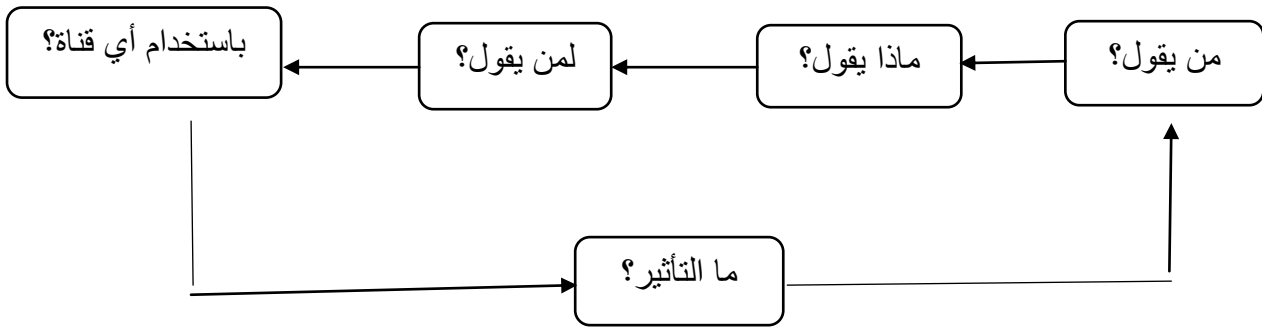 من يقول؟
ماذا يقول؟
لمن يقول؟
باستخدام أي قناة؟
ما التأثير؟